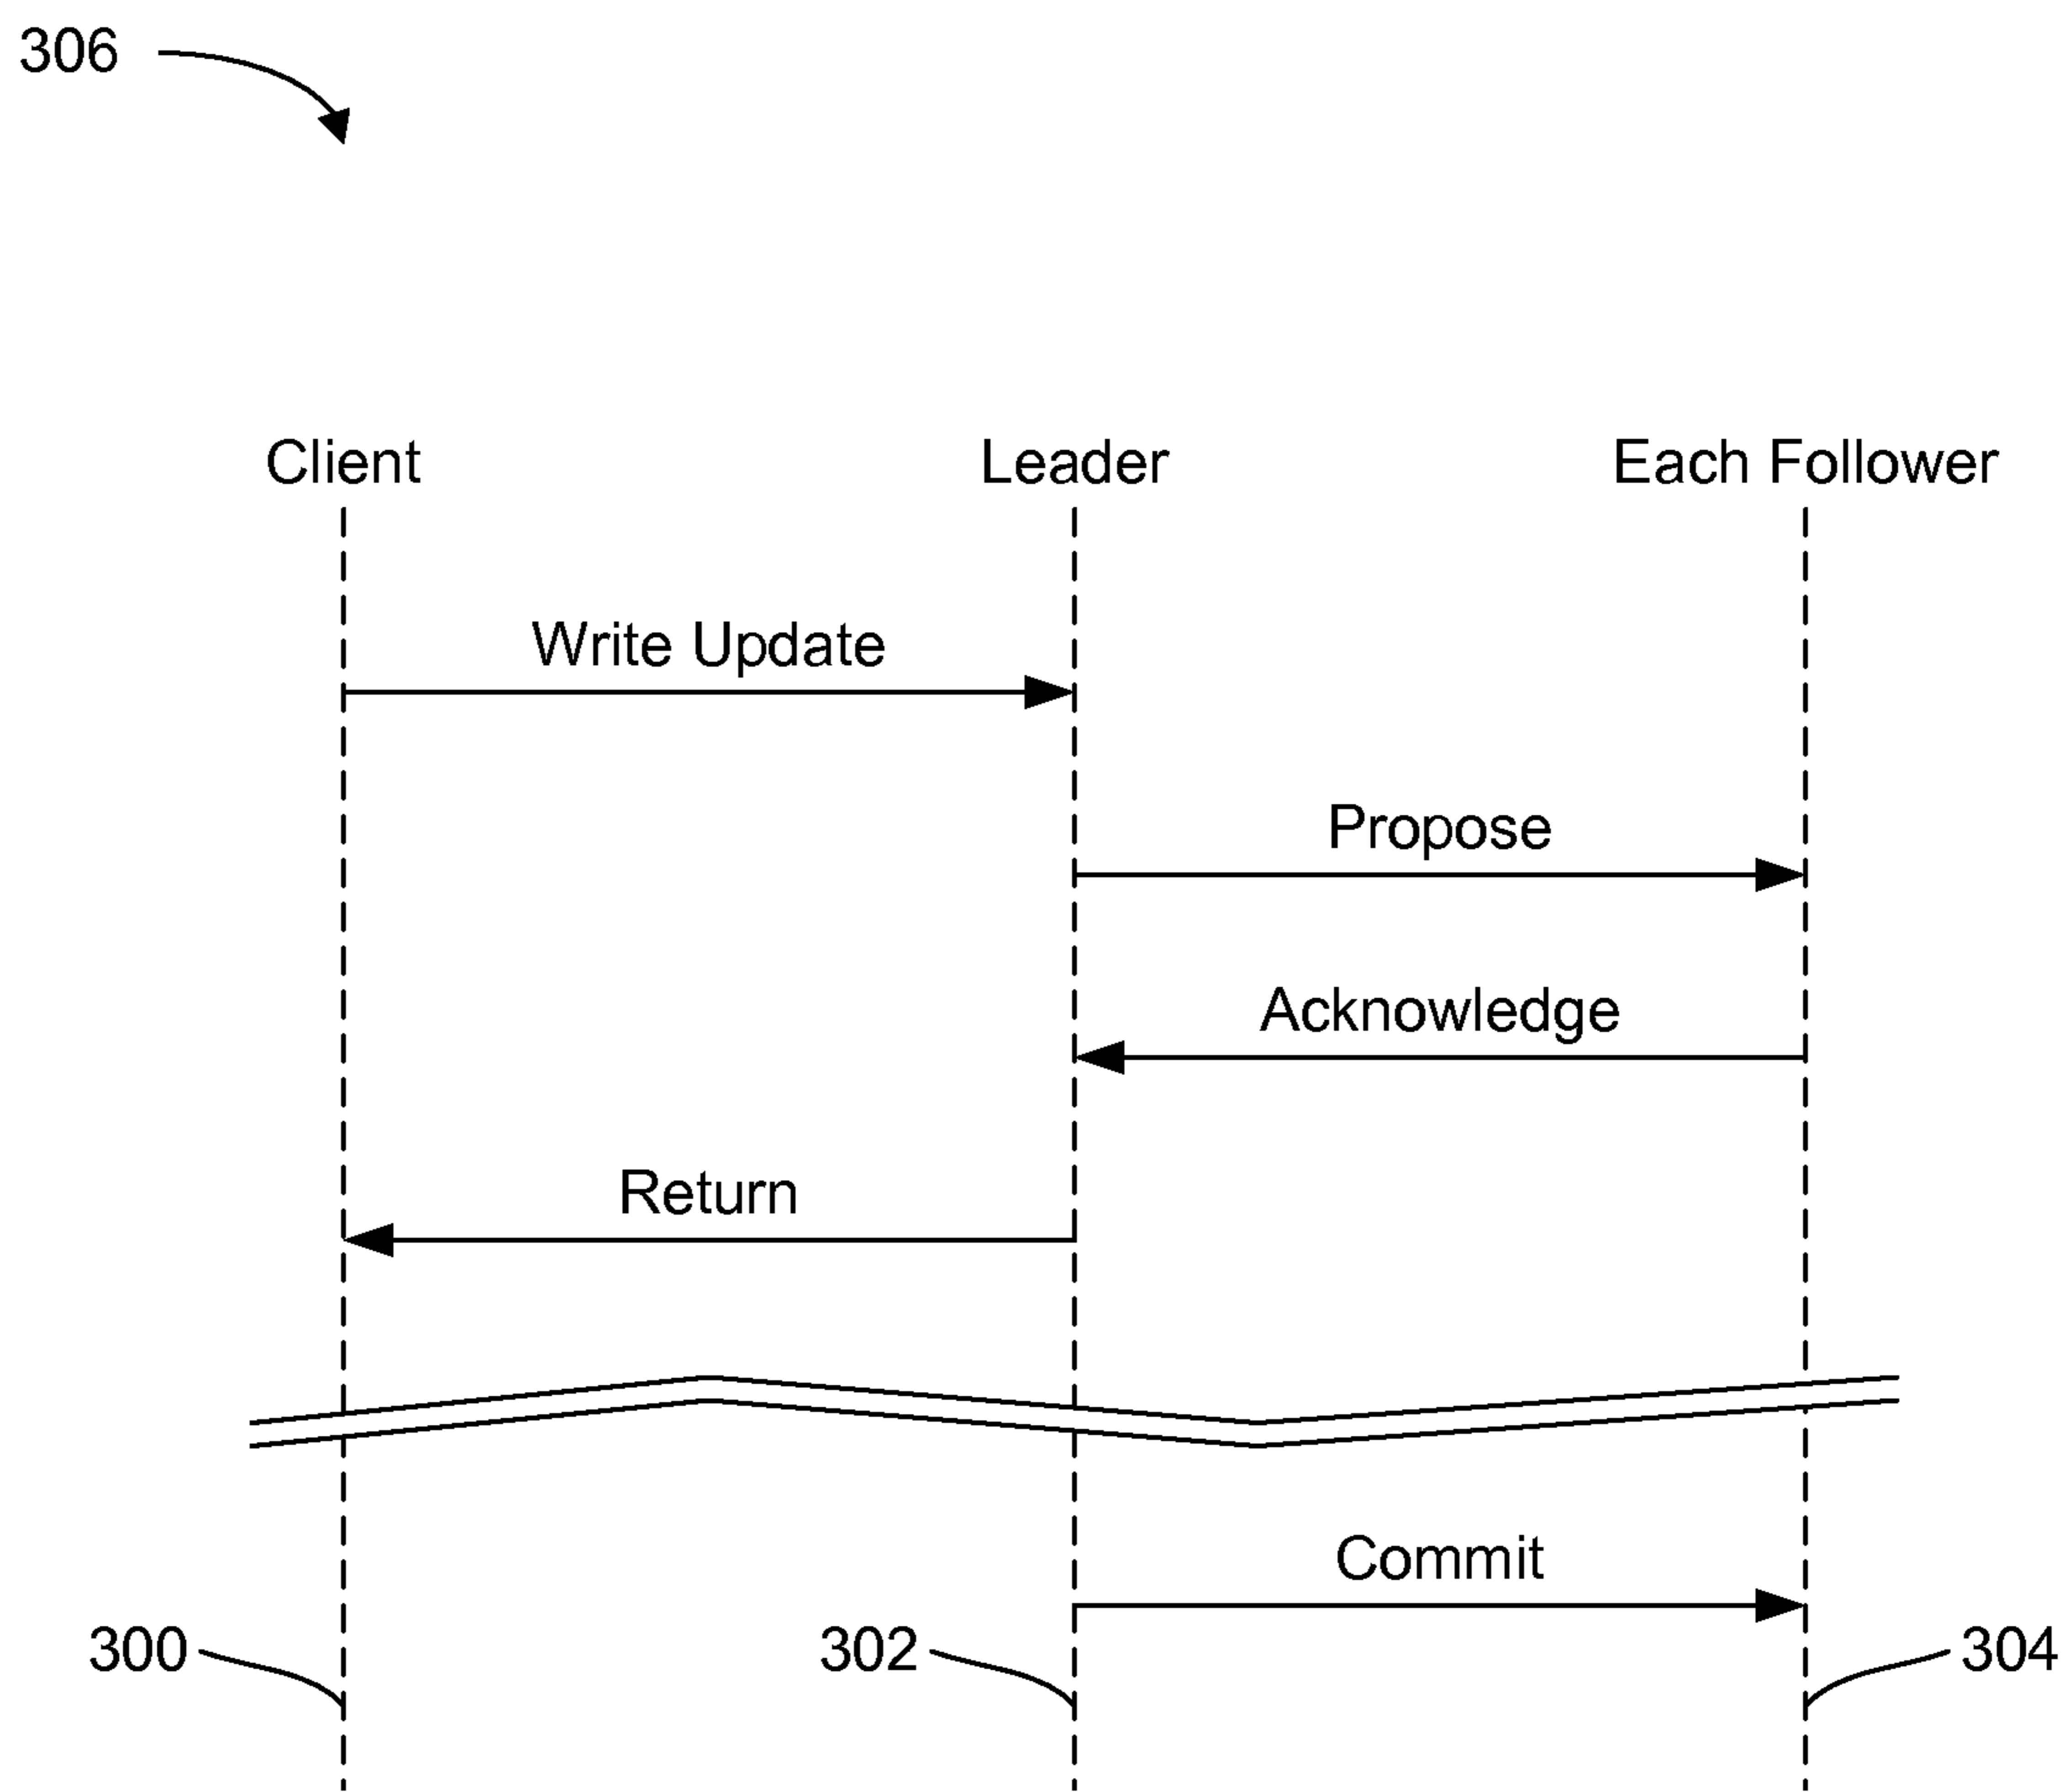 306
Client Leader Each Follower
Write Update
Propose
Acknowledge
Return
Commit
300 302 304